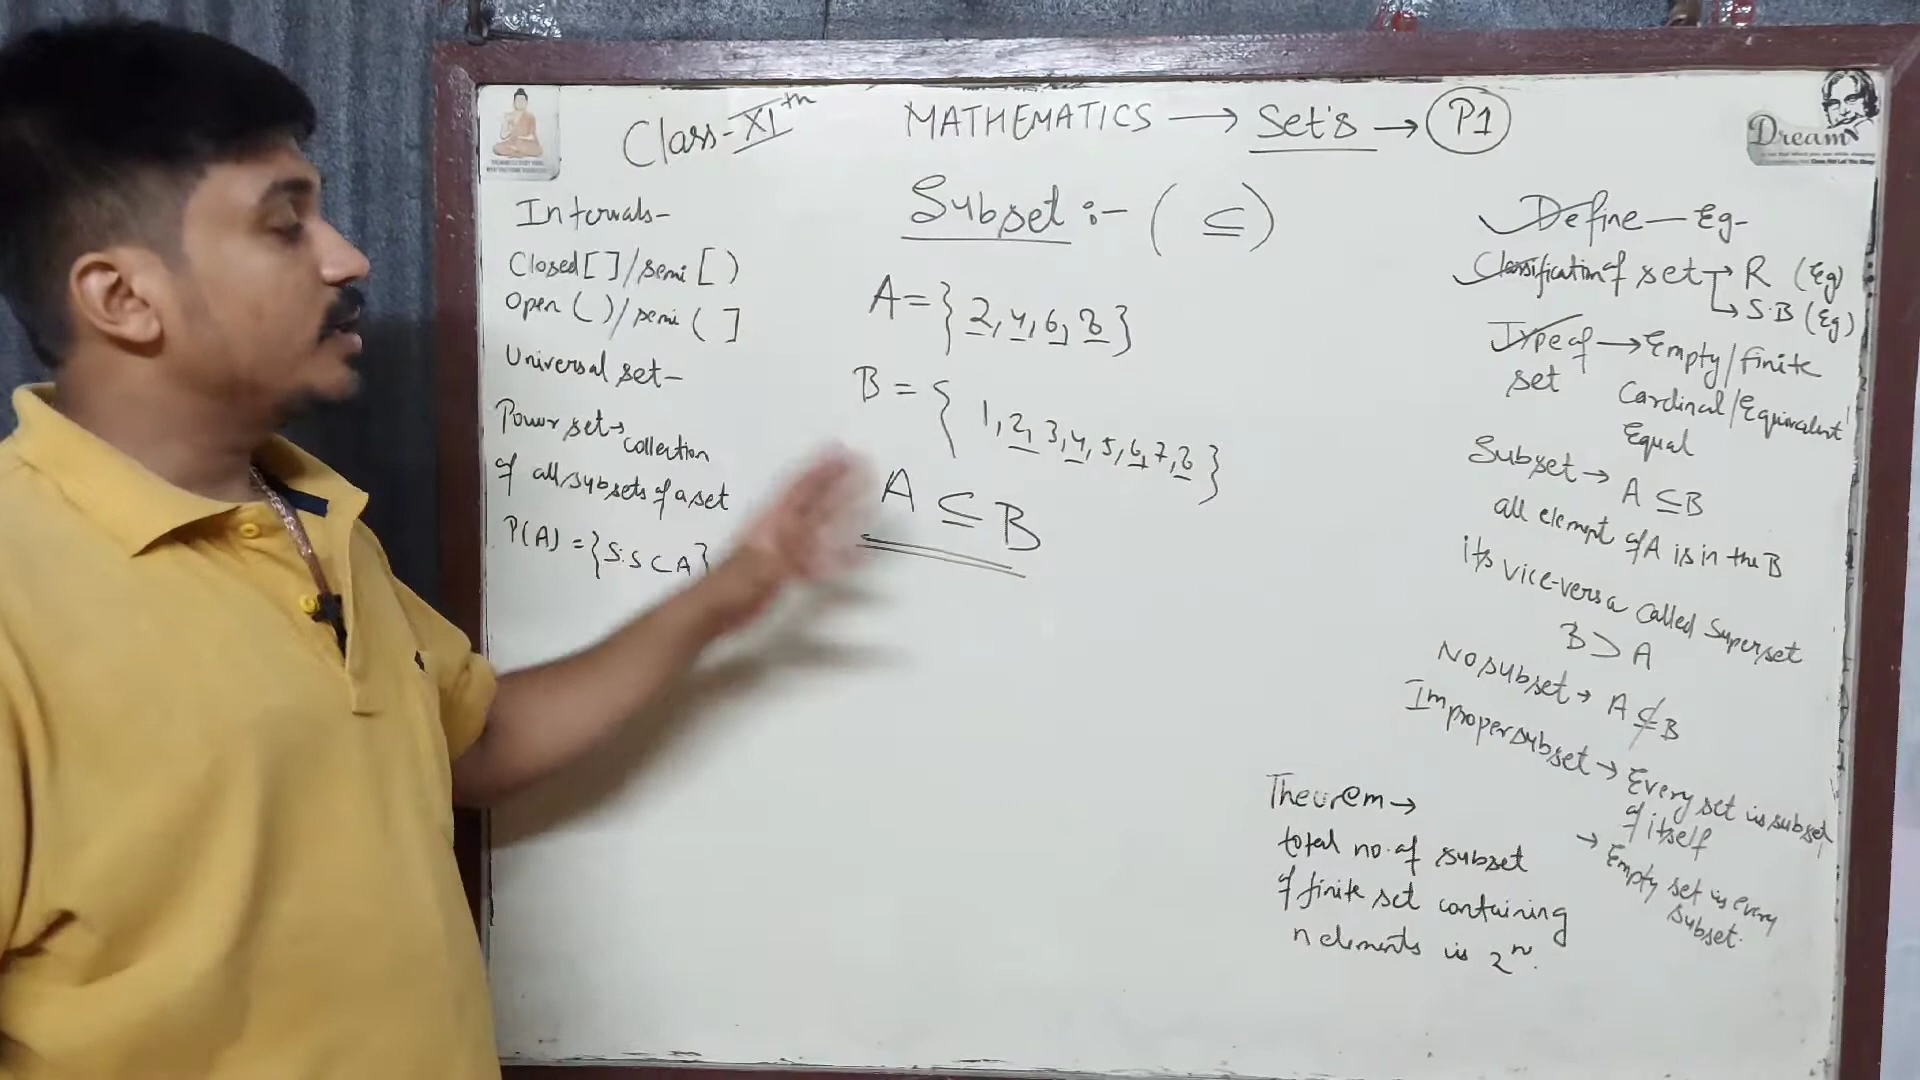 Class-XIth MATHEMATICS → Set's → P1
Dream
Intervals-
Closed [ ] / semi [ )
Open ( ) / semi ( ]
Universal set-
Power set → collection
of all subsets of a set
P(A) = {S: S ⊂ A}
Subset :- ( ⊆ )
A = { 2, 4, 6, 8 }
B = { 1, 2, 3, 4, 5, 6, 7, 8 }
A ⊆ B
Define — Eg-
Classification of set → R (Eg)
→ S.B (Eg)
Type of → Empty / finite
set Cardinal / Equivalent
Equal
Subset → A ⊆ B
all element of A is in the B
its vice-versa called Superset
B ⊃ A
No subset → A ⊄ B
Improper subset → Every set is subset
of itself
→ Empty set is every
subset.
Theorem →
total no. of subset
of finite set containing
n elements is 2ⁿ.